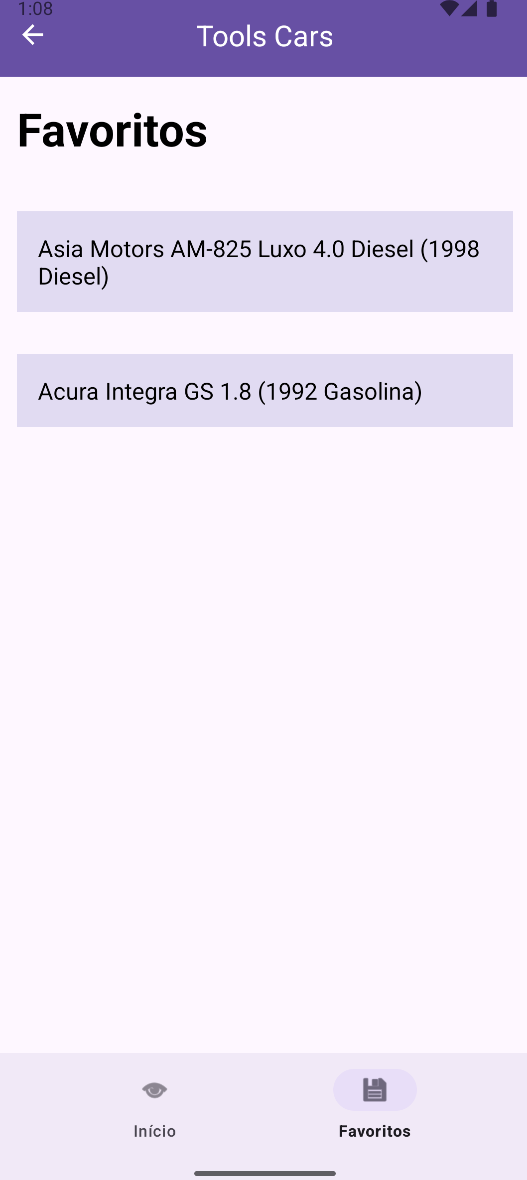 1:08
Tools Cars
Favoritos
Asia Motors AM-825 Luxo 4.0 Diesel (1998
Diesel)
Acura Integra GS 1.8 (1992 Gasolina)
Início
Favoritos